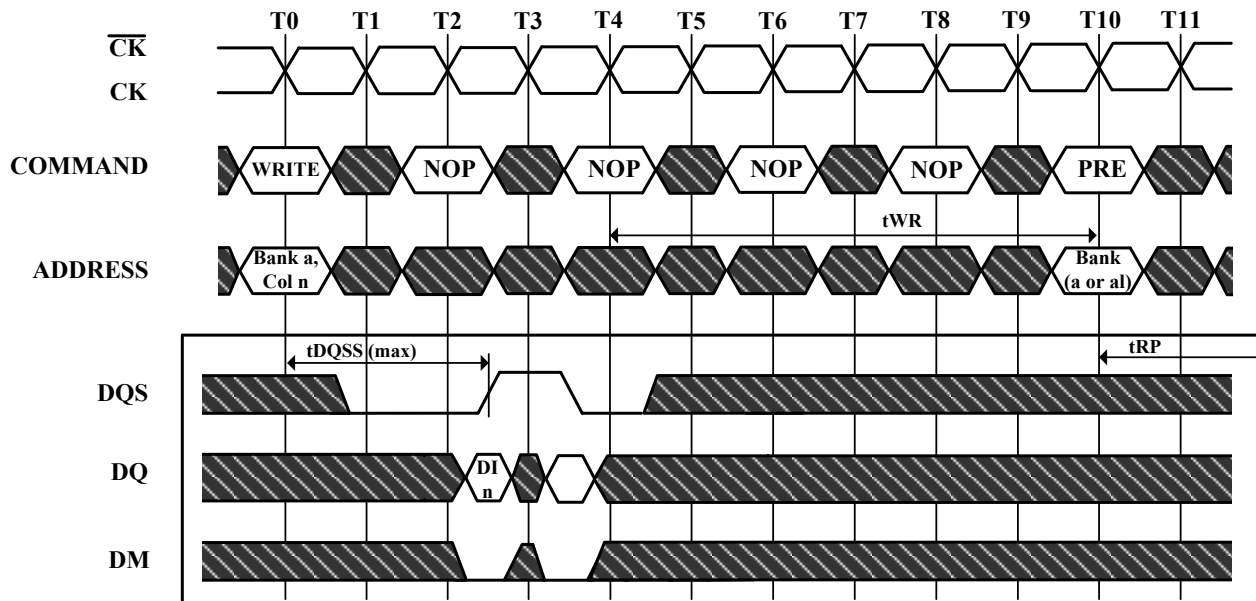 T0 T1 T2 T3 T4 T5 T6 T7 T8 T9 T10 T11
CK
CK
COMMAND WRITE NOP NOP NOP NOP PRE
tWR
ADDRESS Bank a, Bank
Col n (a or al)
tDQSS (max) tRP
DQS
DQ DI
n
DM